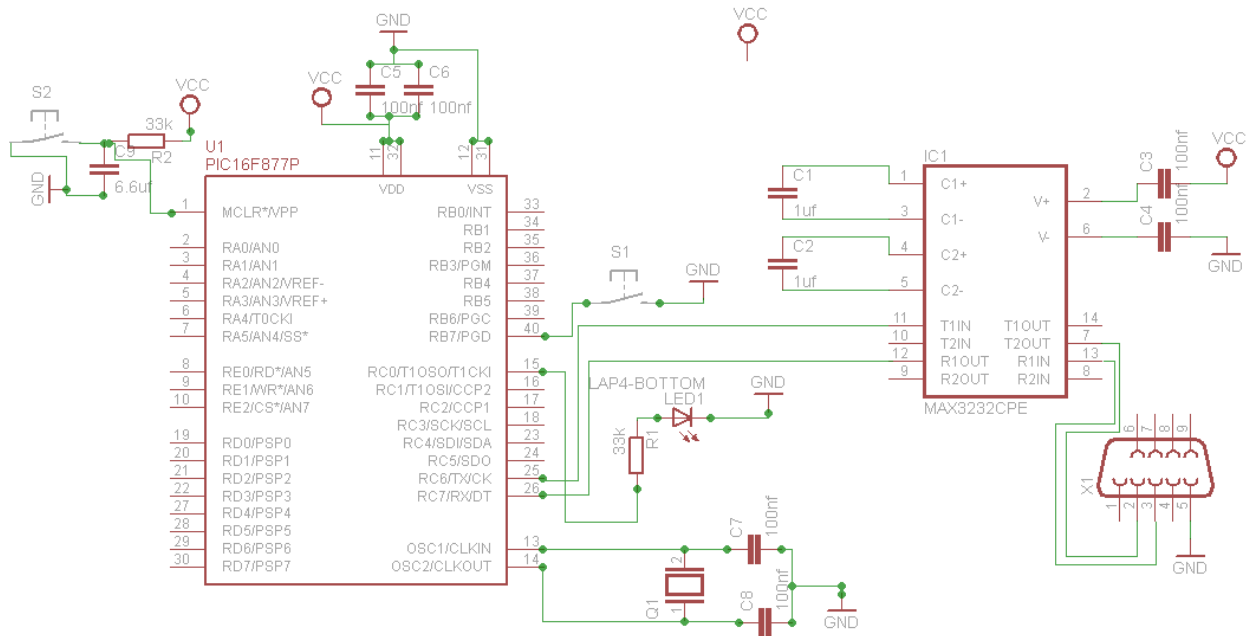 GND
VCC
S2
VCC
VCC
C5
C6
100nf
100nf
33k
R2
C9
6.6uf
GND
U1
PIC16F877P
11
32
12
31
VDD
VSS
1
MCLR*/VPP
RB0/INT
33
RB1
34
2
RA0/AN0
RB2
35
3
RA1/AN1
RB3/PGM
36
4
RA2/AN2/VREF-
RB4
37
5
RA3/AN3/VREF+
RB5
38
6
RA4/T0CKI
RB6/PGC
39
7
RA5/AN4/SS*
RB7/PGD
40
8
RE0/RD*/AN5
RC0/T1OSO/T1CKI
15
9
RE1/WR*/AN6
RC1/T1OSI/CCP2
16
10
RE2/CS*/AN7
RC2/CCP1
17
RC3/SCK/SCL
18
19
RD0/PSP0
RC4/SDI/SDA
23
20
RD1/PSP1
RC5/SDO
24
21
RD2/PSP2
RC6/TX/CK
25
22
RD3/PSP3
RC7/RX/DT
26
27
RD4/PSP4
28
RD5/PSP5
29
RD6/PSP6
OSC1/CLKIN
13
30
RD7/PSP7
OSC2/CLKOUT
14
S1
GND
LAP4-BOTTOM
LED1
GND
33k
R1
C7
100nf
2
1
Q1
C8
100nf
GND
C1
1uf
C2
1uf
IC1
1
C1+
3
C1-
4
C2+
5
C2-
V+
2
V-
6
11
T1IN
T1OUT
14
10
T2IN
T2OUT
7
12
R1OUT
R1IN
13
9
R2OUT
R2IN
8
MAX3232CPE
C3
100nf
VCC
C4
100nf
GND
6
7
8
9
X1
1
2
3
4
5
GND